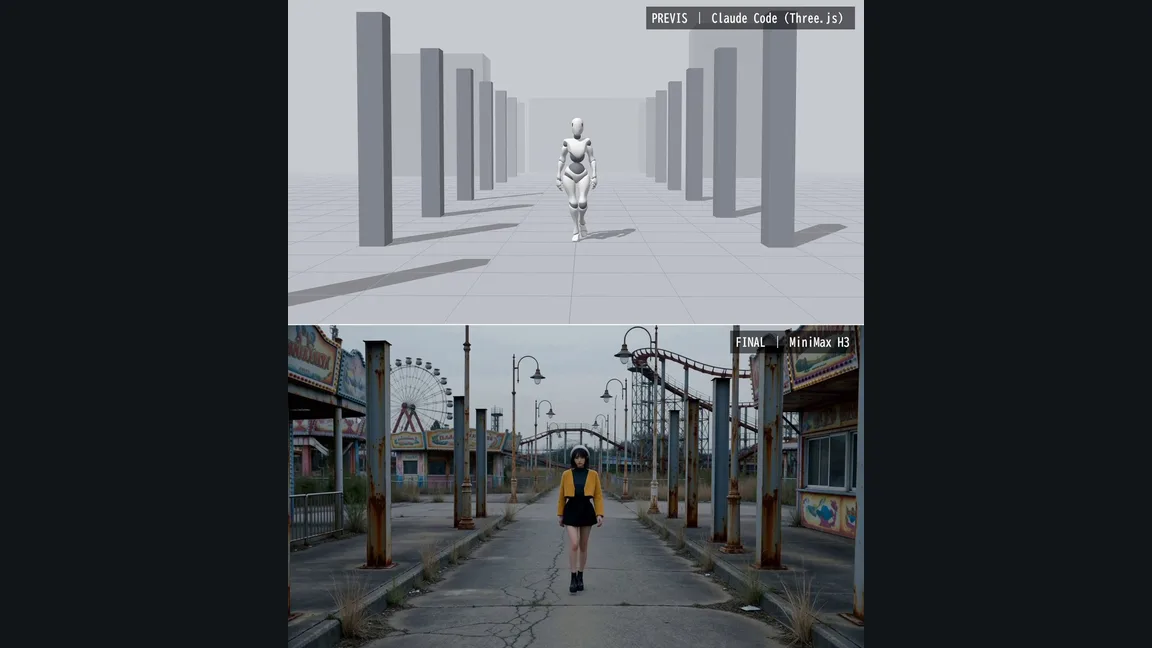 PREVIS | Claude Code (Three.js)
FINAL | MiniMax H3